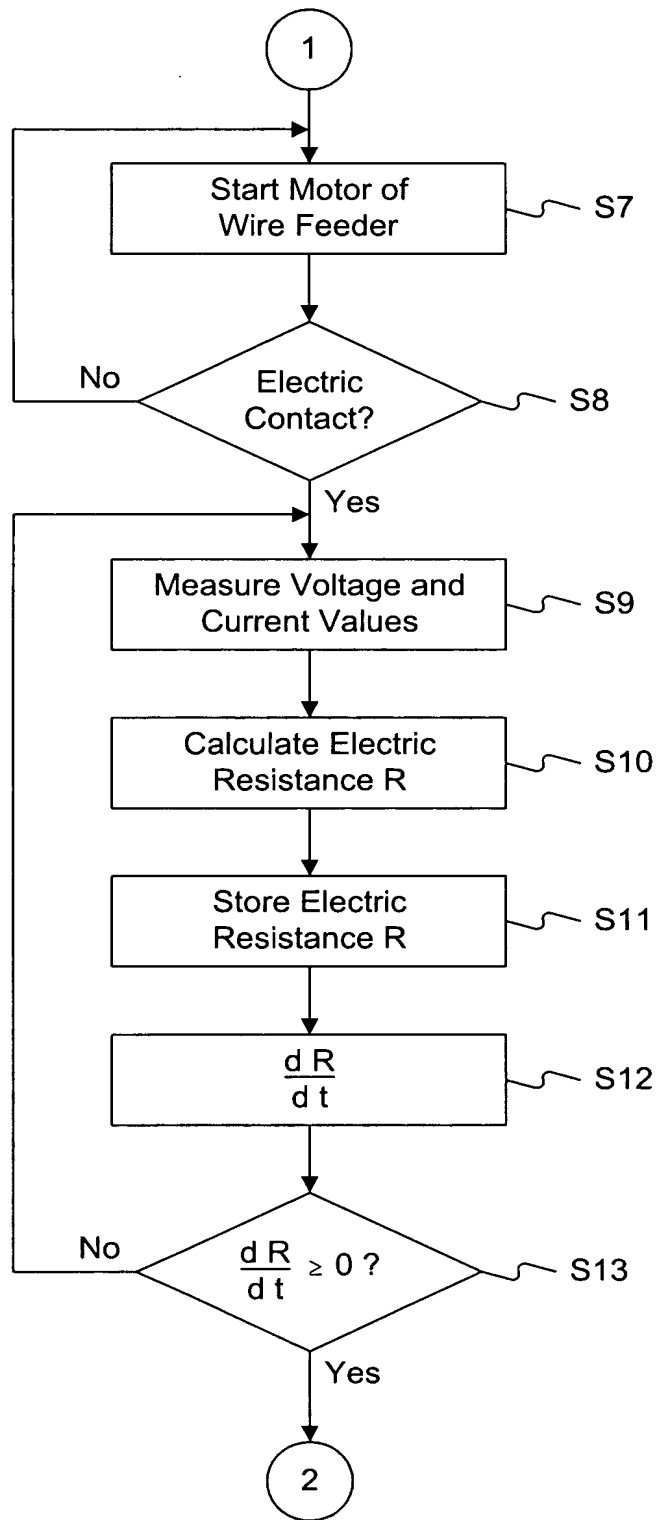 1
Start Motor of
Wire Feeder
S7
No
Electric
Contact?
S8
Yes
Measure Voltage and
Current Values
S9
Calculate Electric
Resistance R
S10
Store Electric
Resistance R
S11
d R
d t
S12
No
d R
d t ≥ 0 ?
S13
Yes
2